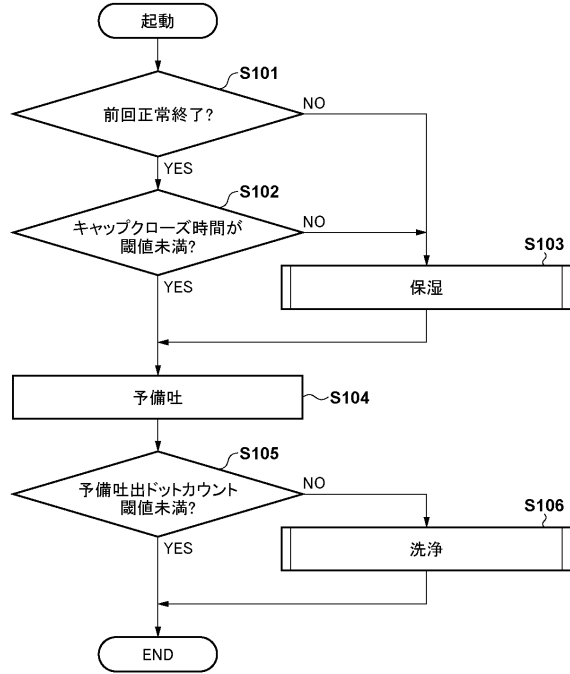 起動
S101
前回正常終了?
NO
YES
S102
キャップクローズ時間が
閾値未満?
NO
YES
S103
保湿
予備吐
S104
S105
予備吐出ドットカウント
閾値未満?
NO
YES
S106
洗浄
END